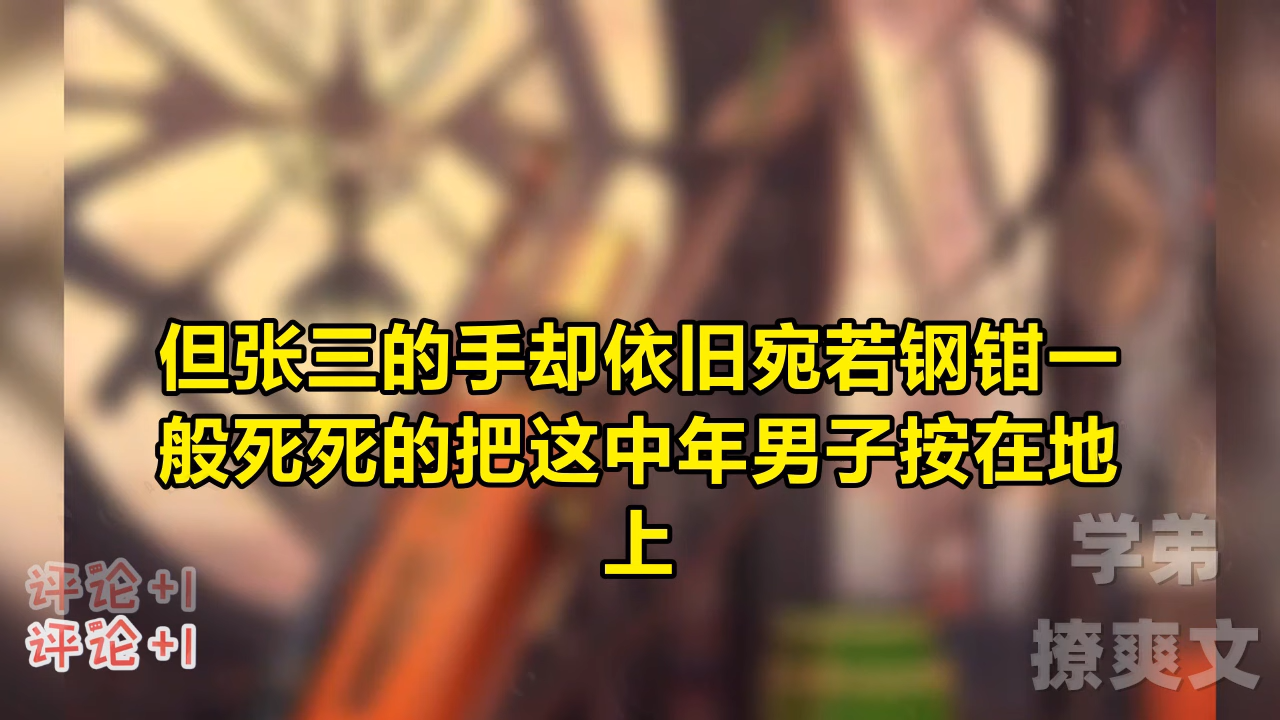 但张三的手却依旧宛若钢钳一
般死死的把这中年男子按在地
上
学弟
撩爽文
评论+1
评论+1